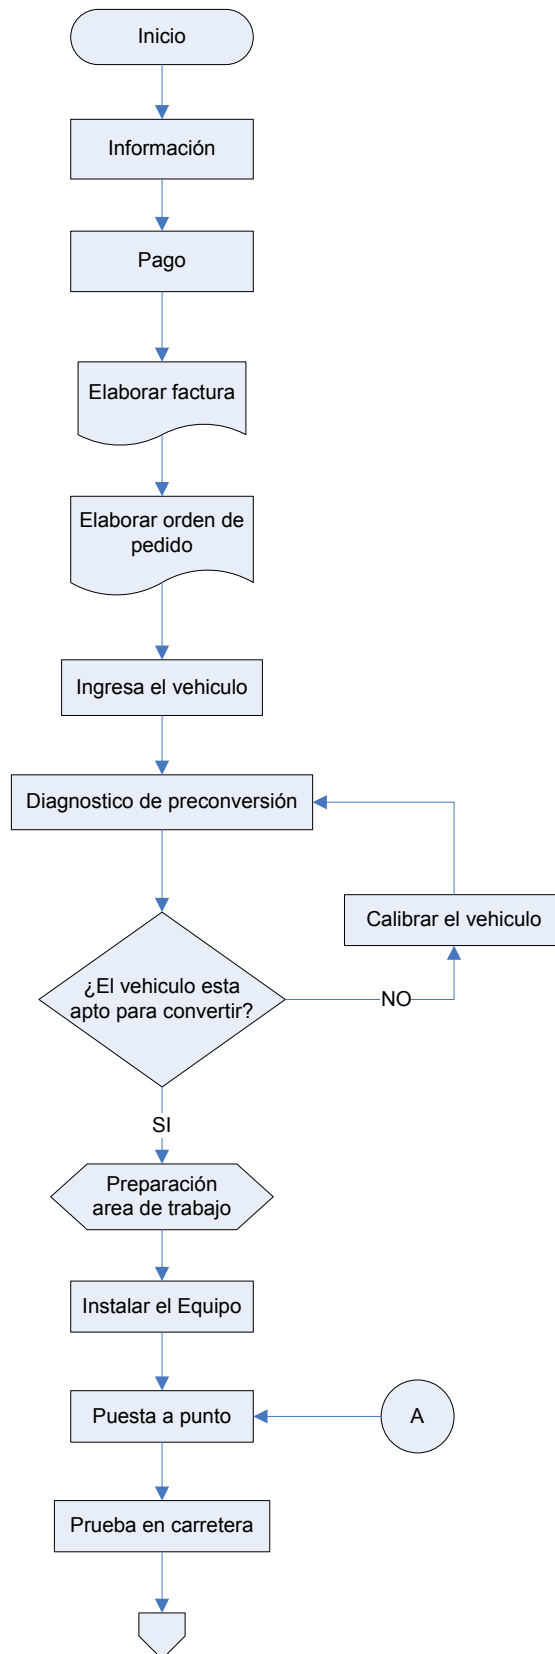 Inicio
Información
Pago
Elaborar factura
Elaborar orden de
pedido
Ingresa el vehiculo
Diagnostico de preconversión
Calibrar el vehiculo
¿El vehiculo esta
apto para convertir?
NO
SI
Preparación
area de trabajo
Instalar el Equipo
Puesta a punto
A
Prueba en carretera